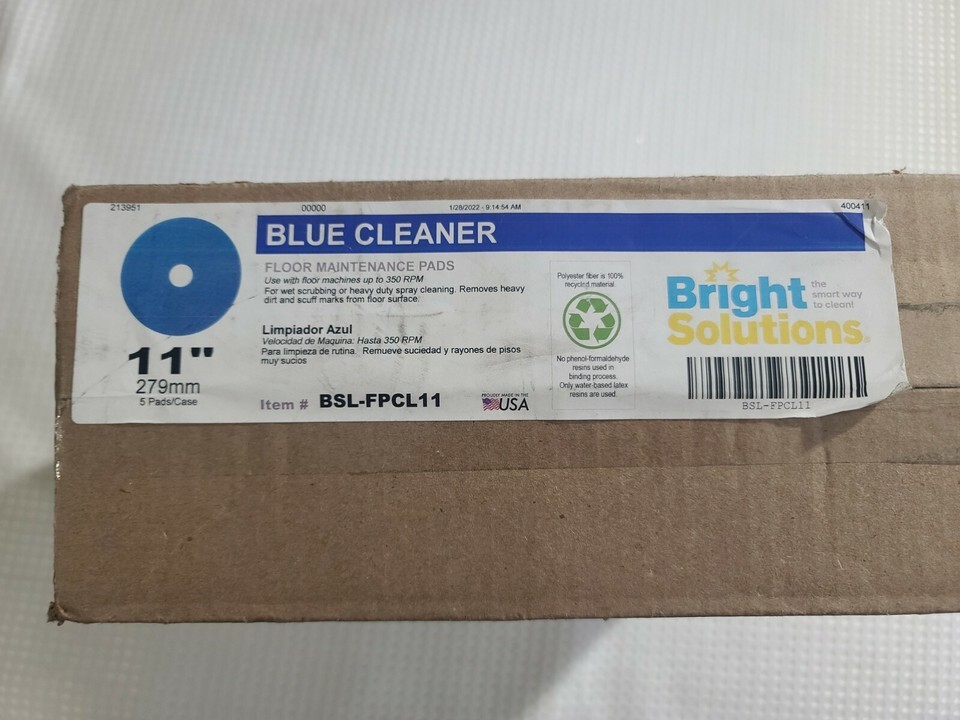 213951
00000
1/28/2022 - 9:14:54 AM
400411
BLUE CLEANER
FLOOR MAINTENANCE PADS
Use with floor machines up to 350 RPM
For wet scrubbing or heavy duty spray cleaning. Removes heavy
dirt and scuff marks from floor surface.
Limpiador Azul
Velocidad de Maquina: Hasta 350 RPM
Para limpieza de rutina. Remueve suciedad y rayones de pisos
muy sucios
11"
279mm
5 Pads/Case
Item # BSL-FPCL11
PROUDLY MADE IN THE
USA
Polyester fiber is 100%
recycled material.
No phenol-formaldehyde
resins used in
binding process.
Only water-based latex
resins are used.
Bright
Solutions®
the
smart way
to clean!
BSL-FPCL11